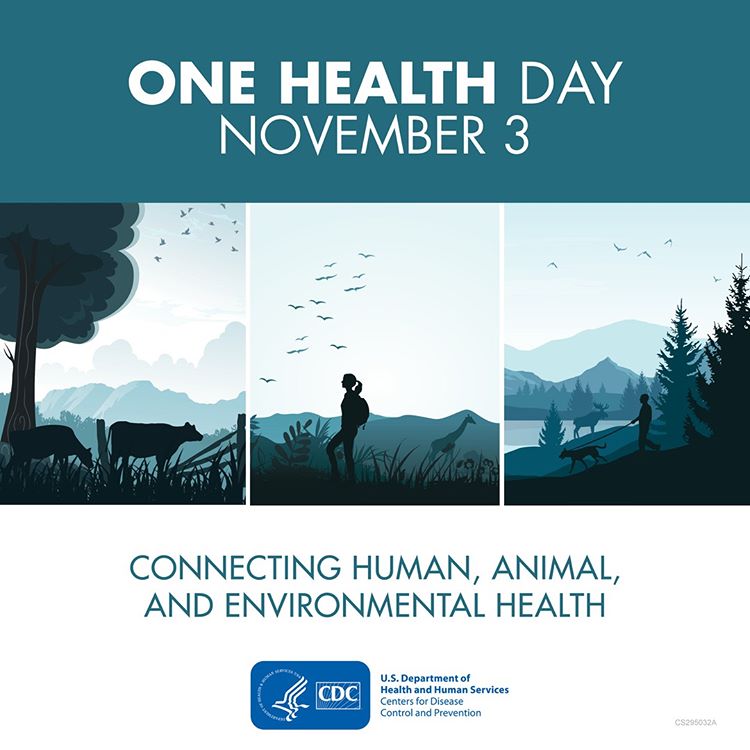 ONE HEALTH DAY
NOVEMBER 3
CONNECTING HUMAN, ANIMAL,
AND ENVIRONMENTAL HEALTH
CDC
U.S. Department of
Health and Human Services
Centers for Disease
Control and Prevention
CS295032A